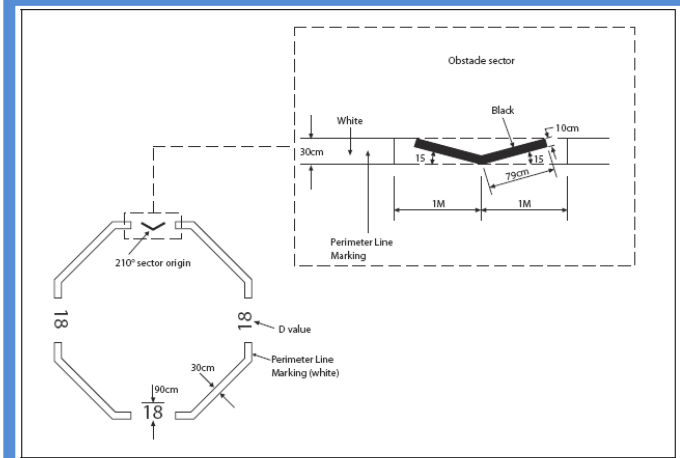 Obstacle sector
Black
White
10cm
30cm
15
15
79cm
1M
1M
Perimeter Line
Marking
210° sector origin
18
18
D value
Perimeter Line
Marking (white)
30cm
90cm
18